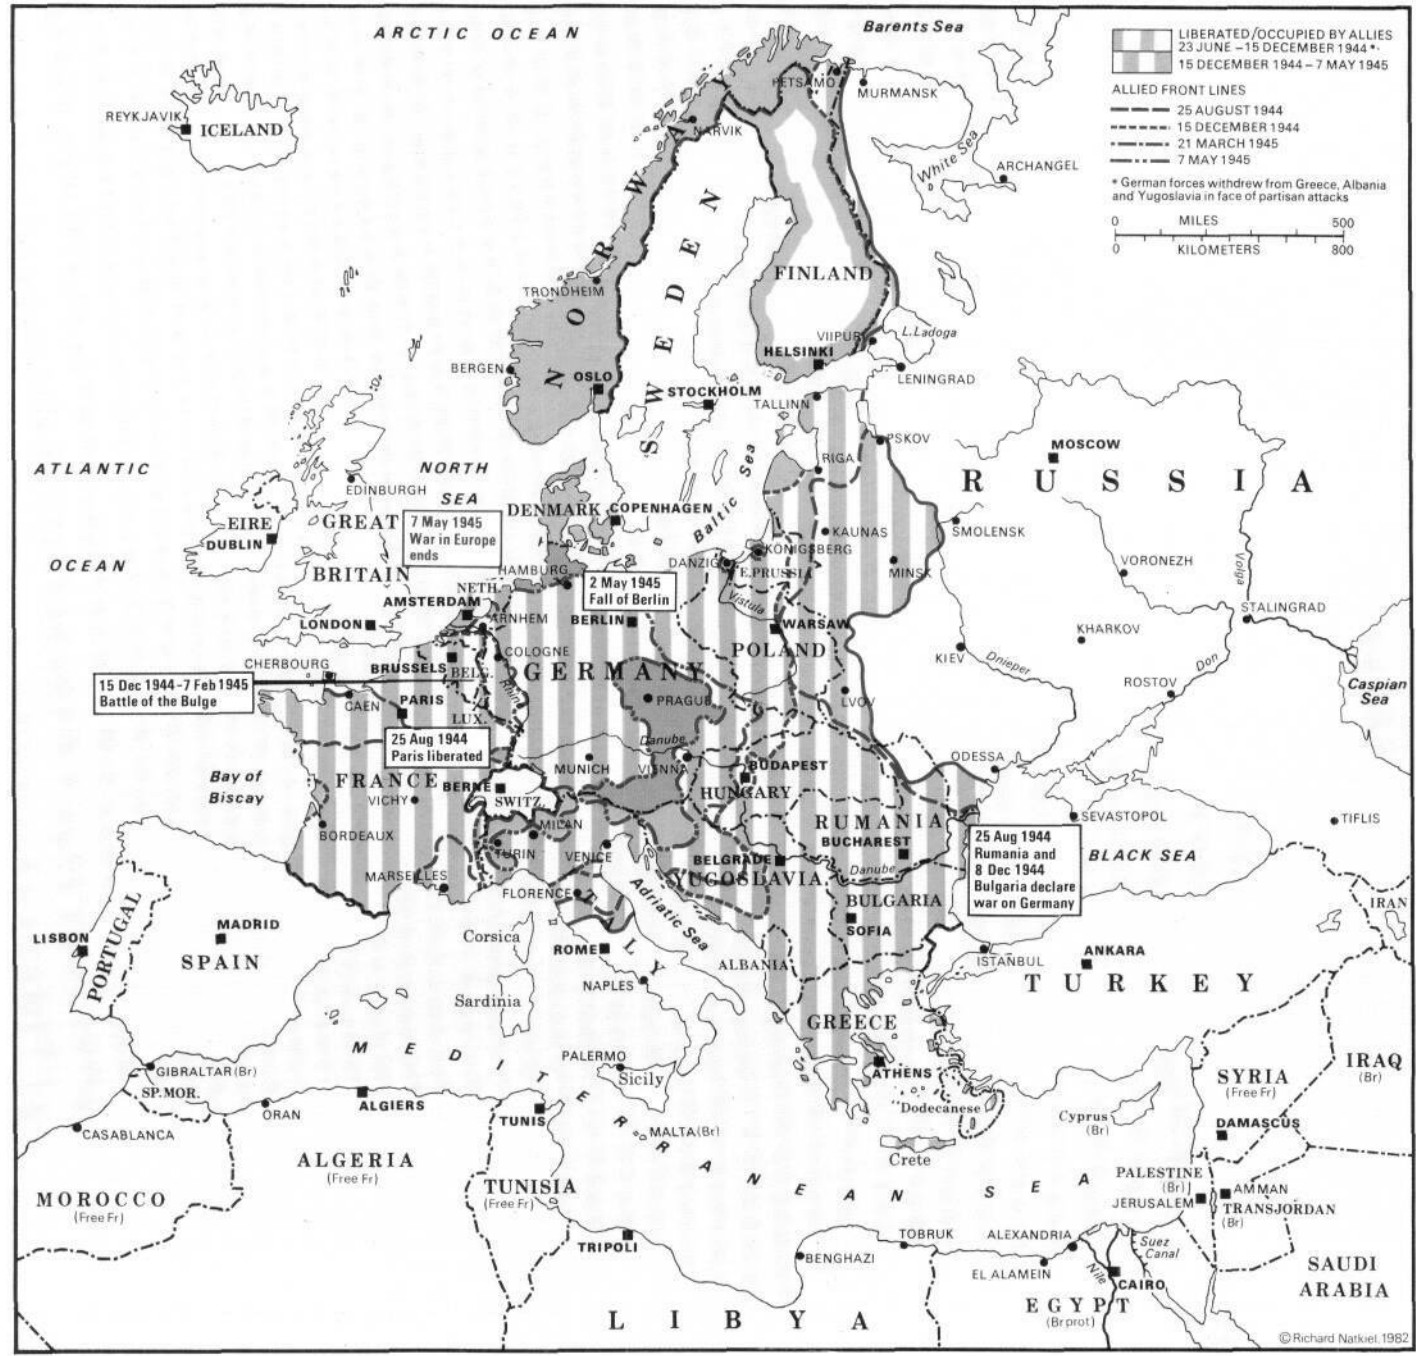 ARCTIC OCEAN
Barents Sea
LIBERATED/OCCUPIED BY ALLIES
23 JUNE – 15 DECEMBER 1944 *
15 DECEMBER 1944 – 7 MAY 1945
ALLIED FRONT LINES
25 AUGUST 1944
15 DECEMBER 1944
21 MARCH 1945
7 MAY 1945
* German forces withdrew from Greece, Albania
and Yugoslavia in face of partisan attacks
0 MILES 500
0 KILOMETERS 800
REYKJAVIK
ICELAND
PETSAMO
MURMANSK
NARVIK
White Sea
ARCHANGEL
NORWAY
SWEDEN
FINLAND
TRONDHEIM
VIIPURI
L. Ladoga
HELSINKI
LENINGRAD
BERGEN
OSLO
STOCKHOLM
TALLINN
PSKOV
MOSCOW
RUSSIA
ATLANTIC
OCEAN
NORTH
SEA
EDINBURGH
RIGA
Baltic Sea
EIRE
DUBLIN
GREAT
BRITAIN
LONDON
7 May 1945
War in Europe
ends
DENMARK
COPENHAGEN
KAUNAS
SMOLENSK
KÖNIGSBERG
MINSK
VORONEZH
Volga
HAMBURG
DANZIG
E. PRUSSIA
2 May 1945
Fall of Berlin
Vistula
NETH.
AMSTERDAM
ARNHEM
BERLIN
WARSAW
POLAND
STALINGRAD
KHARKOV
KIEV
Dnieper
Don
ROSTOV
Caspian
Sea
CHERBOURG
BRUSSELS
BELG.
COLOGNE
Rhine
GERMANY
15 Dec 1944–7 Feb 1945
Battle of the Bulge
CAEN
PARIS
LUX.
PRAGUE
LVOV
25 Aug 1944
Paris liberated
Danube
ODESSA
MUNICH
VIENNA
BUDAPEST
Bay of
Biscay
FRANCE
VICHY
BERNE
SWITZ.
HUNGARY
RUMANIA
BUCHAREST
SEVASTOPOL
TIFLIS
BORDEAUX
MILAN
TURIN
VENICE
BELGRADE
YUGOSLAVIA
Danube
25 Aug 1944
Rumania and
8 Dec 1944
Bulgaria declare
war on Germany
BLACK SEA
MARSEILLES
FLORENCE
ITALY
Adriatic Sea
BULGARIA
SOFIA
IRAN
LISBON
PORTUGAL
MADRID
SPAIN
Corsica
ROME
NAPLES
ALBANIA
ISTANBUL
ANKARA
TURKEY
Sardinia
GREECE
MEDITERRANEAN SEA
GIBRALTAR (Br)
SP. MOR.
PALERMO
Sicily
ATHENS
Dodecanese
SYRIA
(Free Fr)
IRAQ
(Br)
ORAN
ALGIERS
TUNIS
MALTA (Br)
Cyprus
(Br)
DAMASCUS
CASABLANCA
ALGERIA
(Free Fr)
Crete
MOROCCO
(Free Fr)
TUNISIA
(Free Fr)
PALESTINE
(Br)
JERUSALEM
AMMAN
TRANSJORDAN
(Br)
TRIPOLI
BENGHAZI
TOBRUK
ALEXANDRIA
EL ALAMEIN
Suez
Canal
Nile
CAIRO
SAUDI
ARABIA
LIBYA
EGYPT
(Br prot)
© Richard Natkiel. 1982